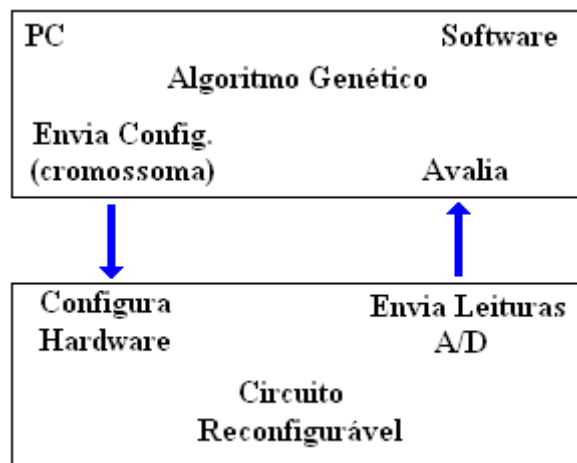 PC Software
Algoritmo Genético
Envia Config.
(cromossoma) Avalia
Configura Envia Leituras
Hardware A/D
Circuito
Reconfigurável